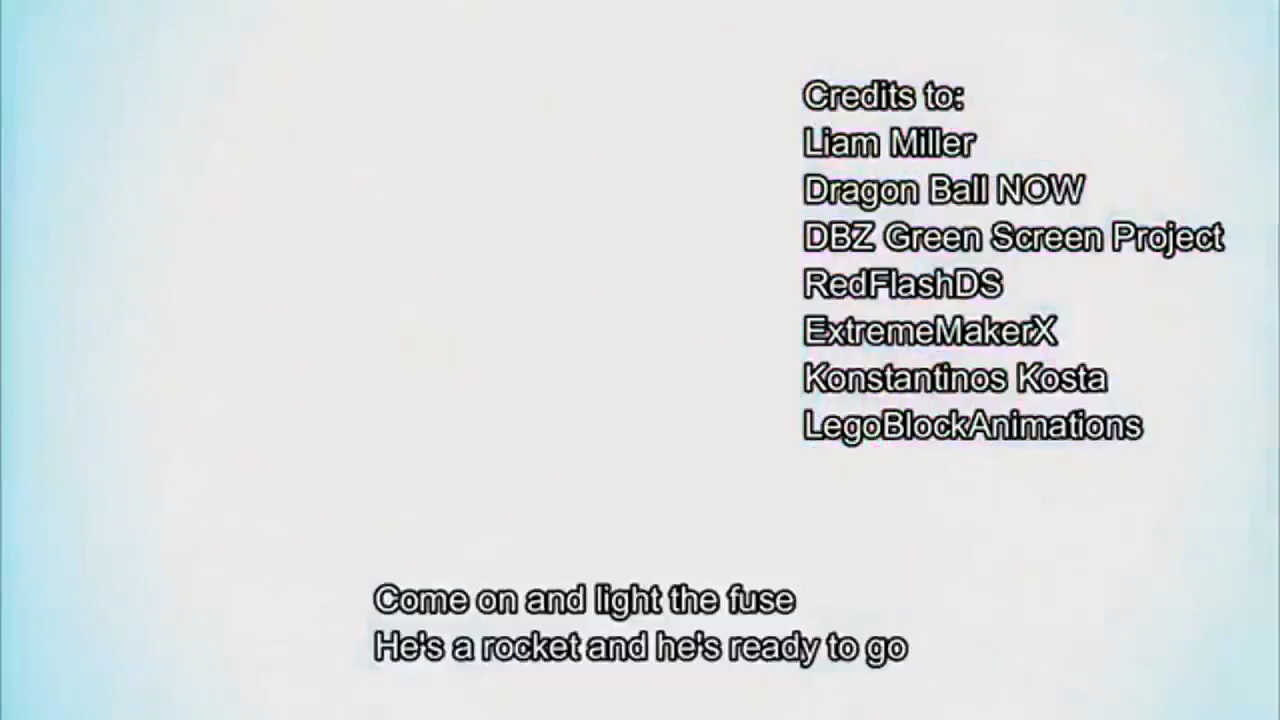 Credits to:
Liam Miller
Dragon Ball NOW
DBZ Green Screen Project
RedFlashDS
ExtremeMakerX
Konstantinos Kosta
LegoBlockAnimations
Come on and light the fuse
He's a rocket and he's ready to go